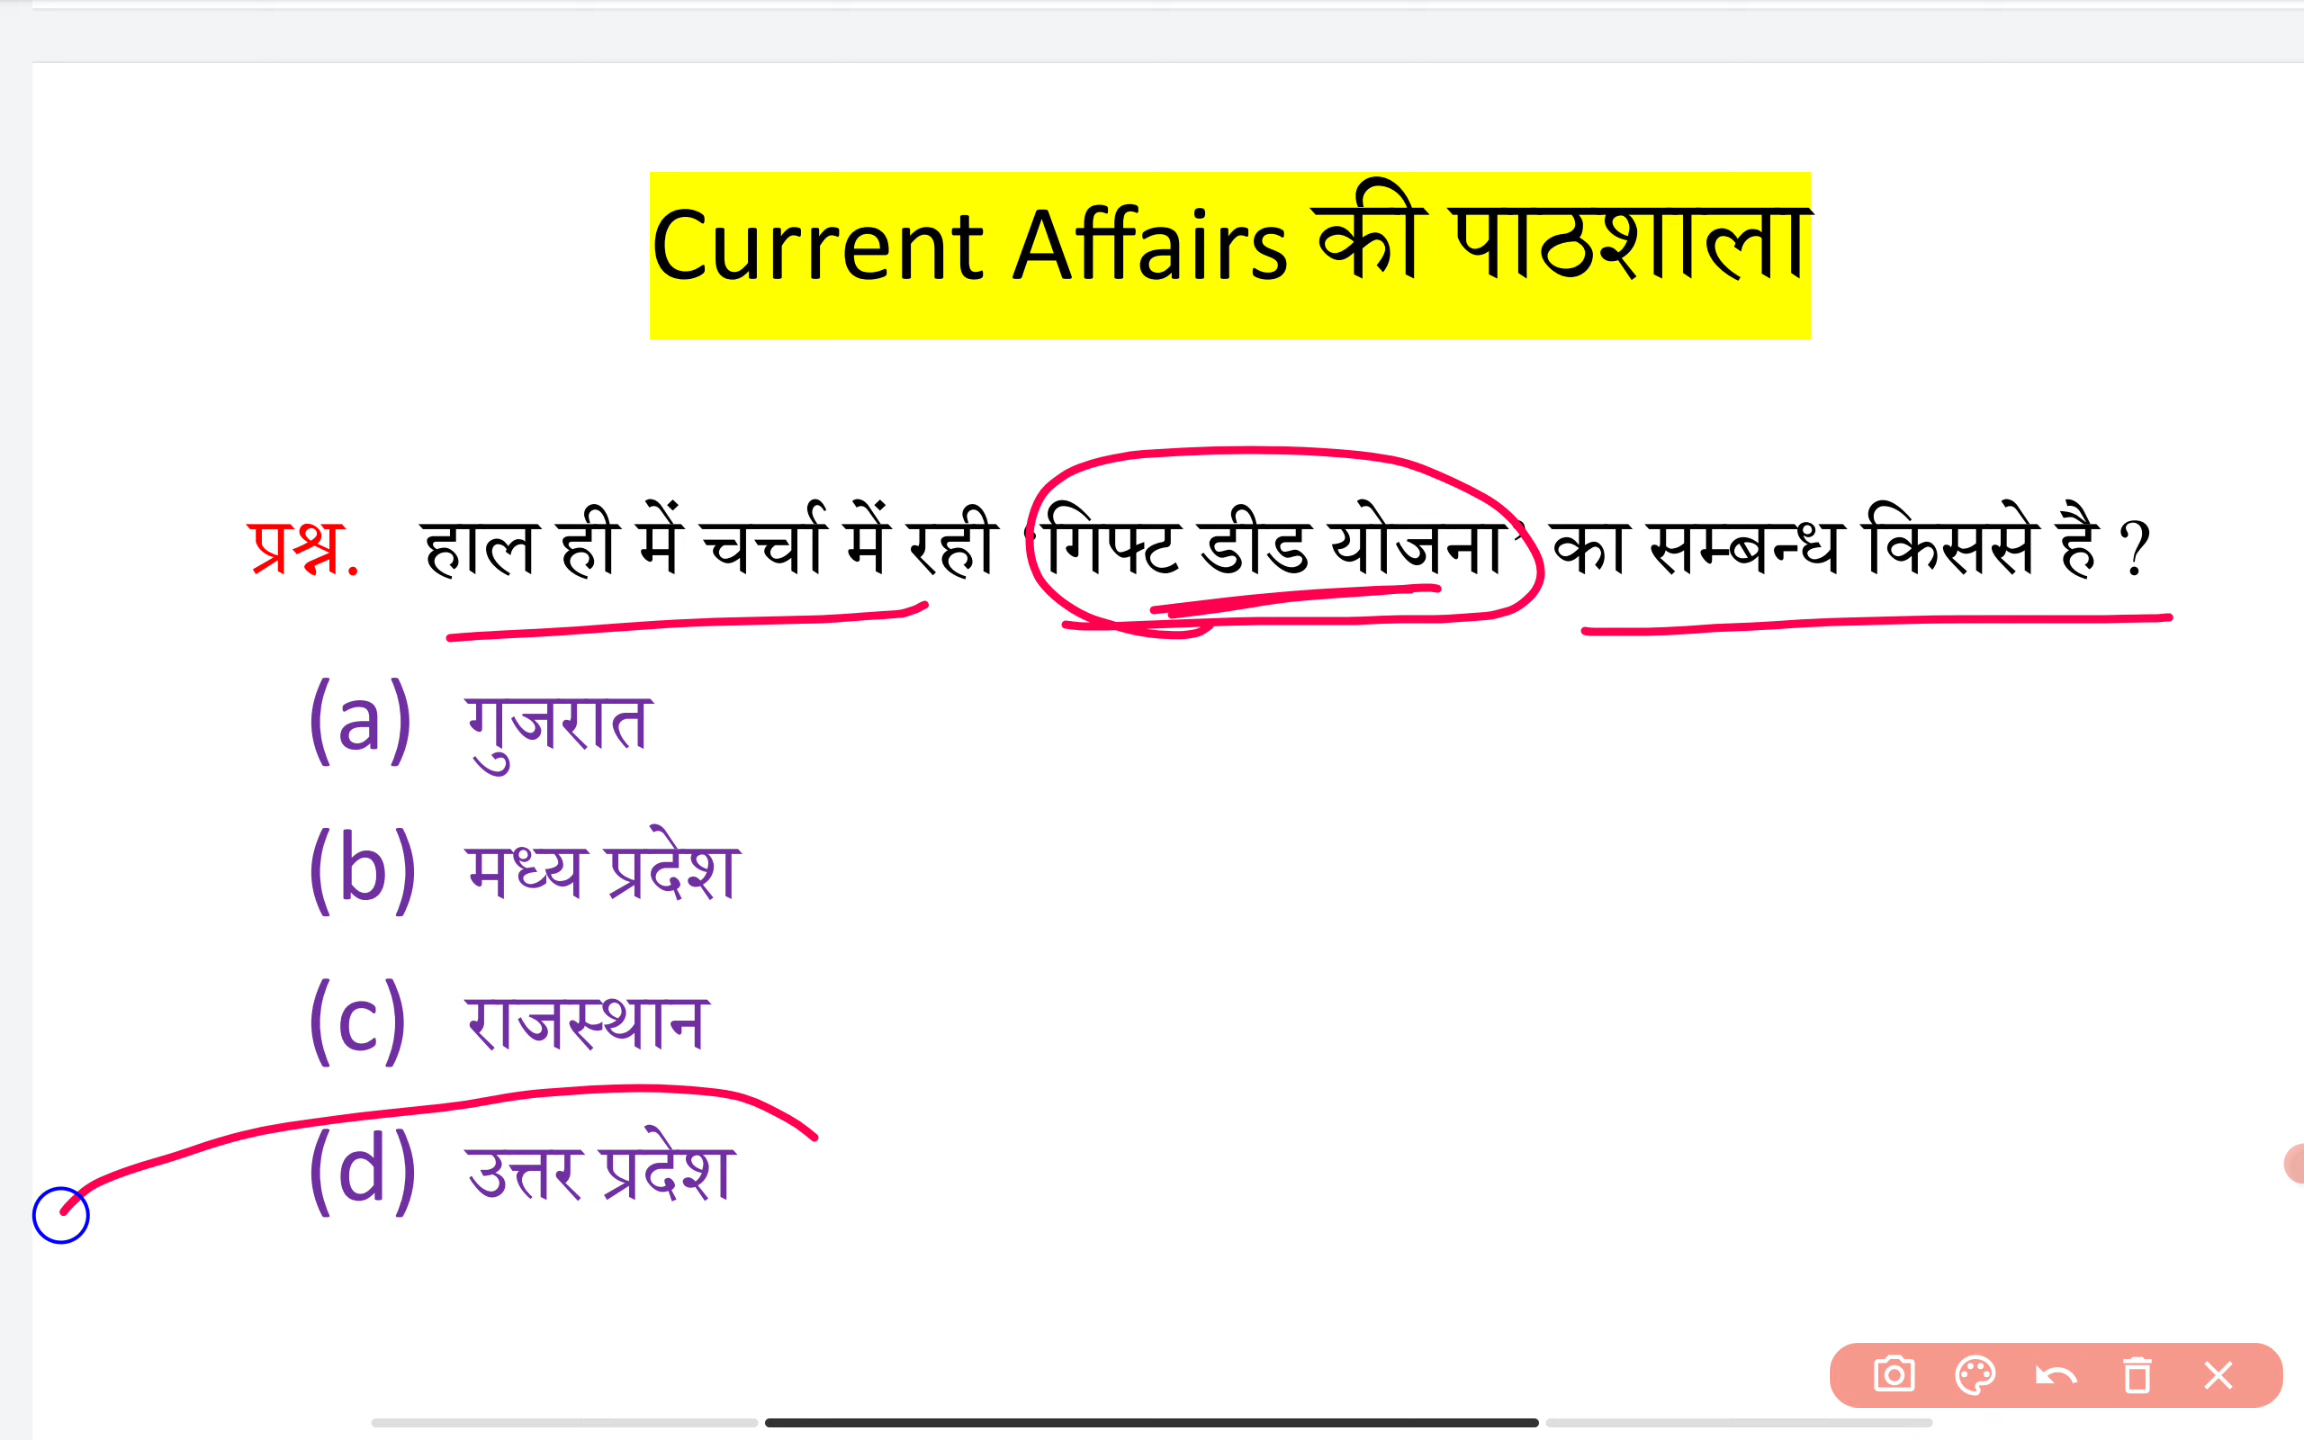 Current Affairs की पाठशाला
प्रश्न. हाल ही में चर्चा में रही ‘गिफ्ट डीड योजना’ का सम्बन्ध किससे है ?
(a) गुजरात
(b) मध्य प्रदेश
(c) राजस्थान
(d) उत्तर प्रदेश